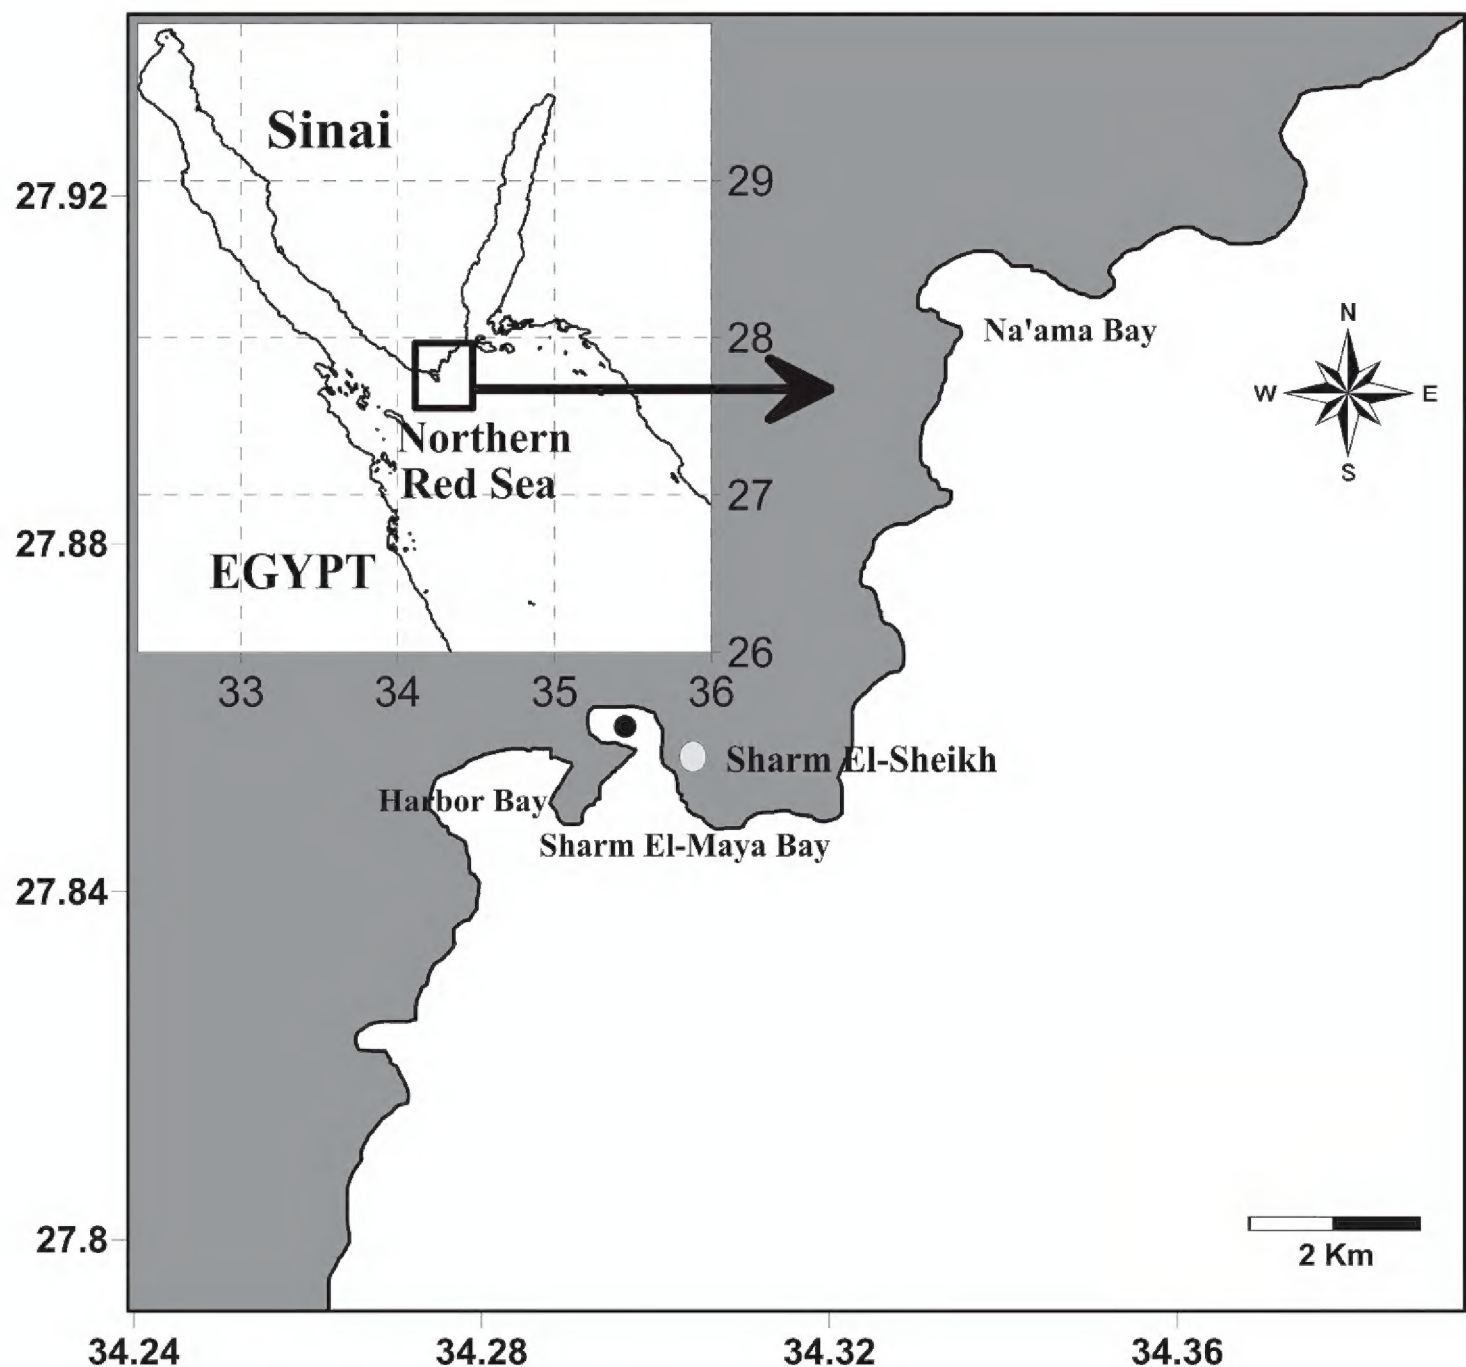 Sinai
29
27.92
N
Na'ama Bay
28
W
E
Northern
Red Sea
S
27
27.88
EGYPT
26
33
34
35
36
Sharm El-Sheikh
Harbor Bay
Sharm El-Maya Bay
27.84
27.8
2 Km
34.24
34.28
34.32
34.36